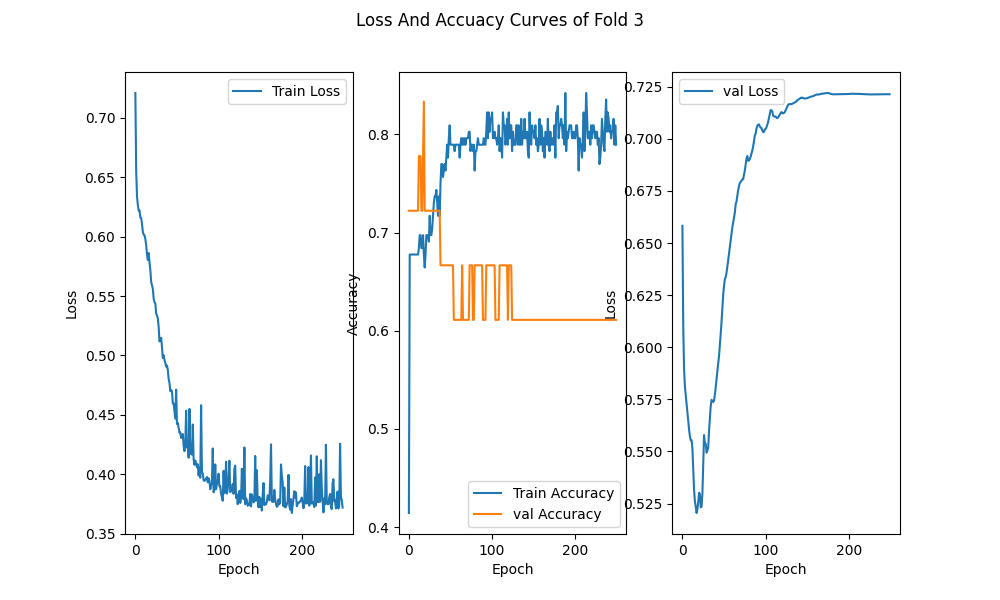 Loss And Accuacy Curves of Fold 3
Train Loss
0.70
0.65
0.60
0.55
0.50
0.45
0.40
0.35
Loss
0
100
200
Epoch
0.8
0.7
0.6
0.5
0.4
Accuracy
Train Accuracy
val Accuracy
0
100
200
Epoch
val Loss
0.725
0.700
0.675
0.650
0.625
0.600
0.575
0.550
0.525
Loss
0
100
200
Epoch